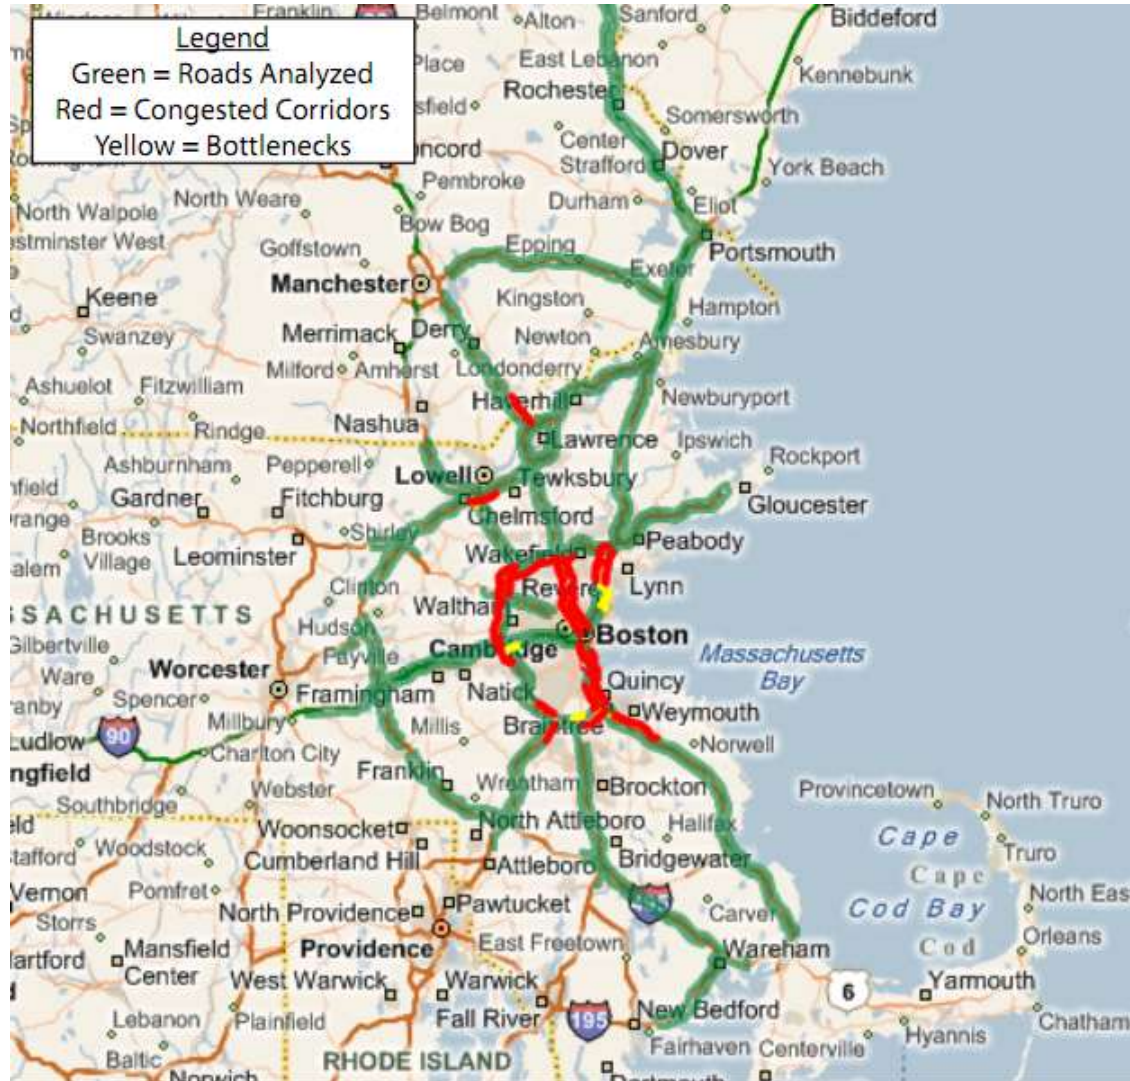 Legend
Green = Roads Analyzed
Red = Congested Corridors
Yellow = Bottlenecks
Franklin
Belmont
Alton
Sanford
Biddeford
Place
East Lebanon
Kennebunk
Rochester
Somersworth
Center
Strafford
Dover
York Beach
Pembroke
Durham
Eliot
North Weare
Bow Bog
North Walpole
Goffstown
Epping
Portsmouth
Exeter
Manchester
Keene
Kingston
Hampton
Swanzey
Merrimack
Derry
Newton
Amesbury
Milford
Amherst
Londonderry
Ashuelot
Fitzwilliam
Haverhill
Newburyport
Northfield
Rindge
Nashua
Lawrence
Ipswich
Rockport
Ashburnham
Pepperell
Lowell
Tewksbury
Gardner
Fitchburg
Chelmsford
Gloucester
Brooks
Village
Shirley
Leominster
Wakefield
Peabody
Clinton
Revere
Lynn
Waltham
Hudson
Gilbertville
Cambridge
Boston
Fayville
Massachusetts
Bay
Ware
Worcester
Framingham
Natick
Quincy
Spencer
Millbury
Millis
Braintree
Weymouth
Ludlow
90
Charlton City
Norwell
Franklin
Wrentham
Brockton
Provincetown
North Truro
Southbridge
Webster
Woonsocket
North Attleboro
Halifax
Cape
Cod Bay
Truro
Woodstock
Cumberland Hill
Attleboro
Bridgewater
Cape
Cod
Pomfret
North Providence
Pawtucket
Carver
Storrs
Orleans
Mansfield
Center
Providence
East Freetown
Wareham
West Warwick
Warwick
6
Yarmouth
Lebanon
Plainfield
Fall River
195
New Bedford
Hyannis
Chatham
Baltic
Fairhaven
Centerville
RHODE ISLAND
Norwich
Dartmouth